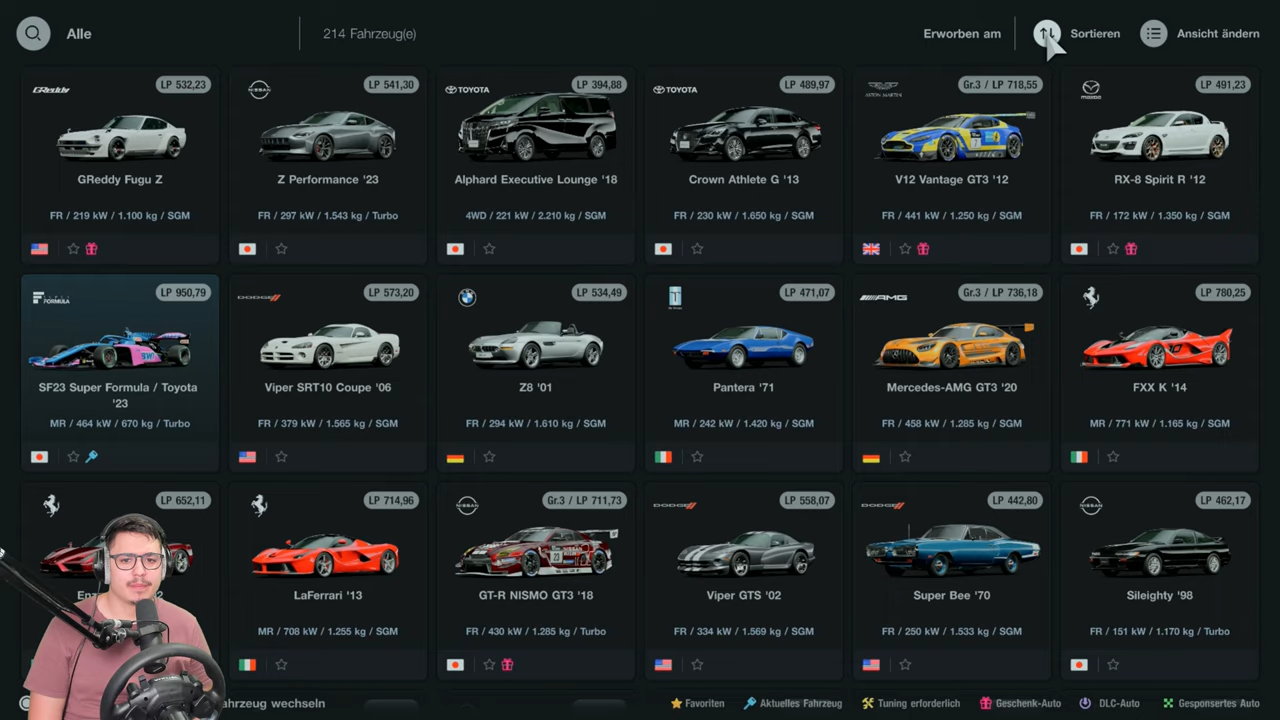 Alle
214 Fahrzeug(e)
Erworben am
Sortieren
Ansicht ändern
GReddy
LP 532,23
GReddy Fugu Z
FR / 219 kW / 1.100 kg / SGM
NISSAN
LP 541,30
Z Performance '23
FR / 297 kW / 1.543 kg / Turbo
TOYOTA
LP 394,88
Alphard Executive Lounge '18
4WD / 221 kW / 2.210 kg / SGM
TOYOTA
LP 489,97
Crown Athlete G '13
FR / 230 kW / 1.650 kg / SGM
ASTON MARTIN
Gr.3 / LP 718,55
V12 Vantage GT3 '12
FR / 441 kW / 1.250 kg / SGM
mazda
LP 491,23
RX-8 Spirit R '12
FR / 172 kW / 1.350 kg / SGM
SUPER FORMULA
LP 950,79
SF23 Super Formula / Toyota
'23
MR / 464 kW / 670 kg / Turbo
DODGE
LP 573,20
Viper SRT10 Coupe '06
FR / 379 kW / 1.565 kg / SGM
LP 534,49
Z8 '01
FR / 294 kW / 1.610 kg / SGM
LP 471,07
Pantera '71
MR / 242 kW / 1.420 kg / SGM
AMG
Gr.3 / LP 736,18
Mercedes-AMG GT3 '20
FR / 458 kW / 1.285 kg / SGM
LP 780,25
FXX K '14
MR / 771 kW / 1.165 kg / SGM
LP 652,11
LP 714,96
LaFerrari '13
MR / 708 kW / 1.255 kg / SGM
NISSAN
Gr.3 / LP 711,73
GT-R NISMO GT3 '18
FR / 430 kW / 1.285 kg / Turbo
DODGE
LP 558,07
Viper GTS '02
FR / 334 kW / 1.569 kg / SGM
DODGE
LP 442,80
Super Bee '70
FR / 250 kW / 1.533 kg / SGM
NISSAN
LP 462,17
Sileighty '98
FR / 151 kW / 1.170 kg / Turbo
ahrzeug wechseln
Favoriten
Aktuelles Fahrzeug
Tuning erforderlich
Geschenk-Auto
DLC-Auto
Gesponsertes Auto